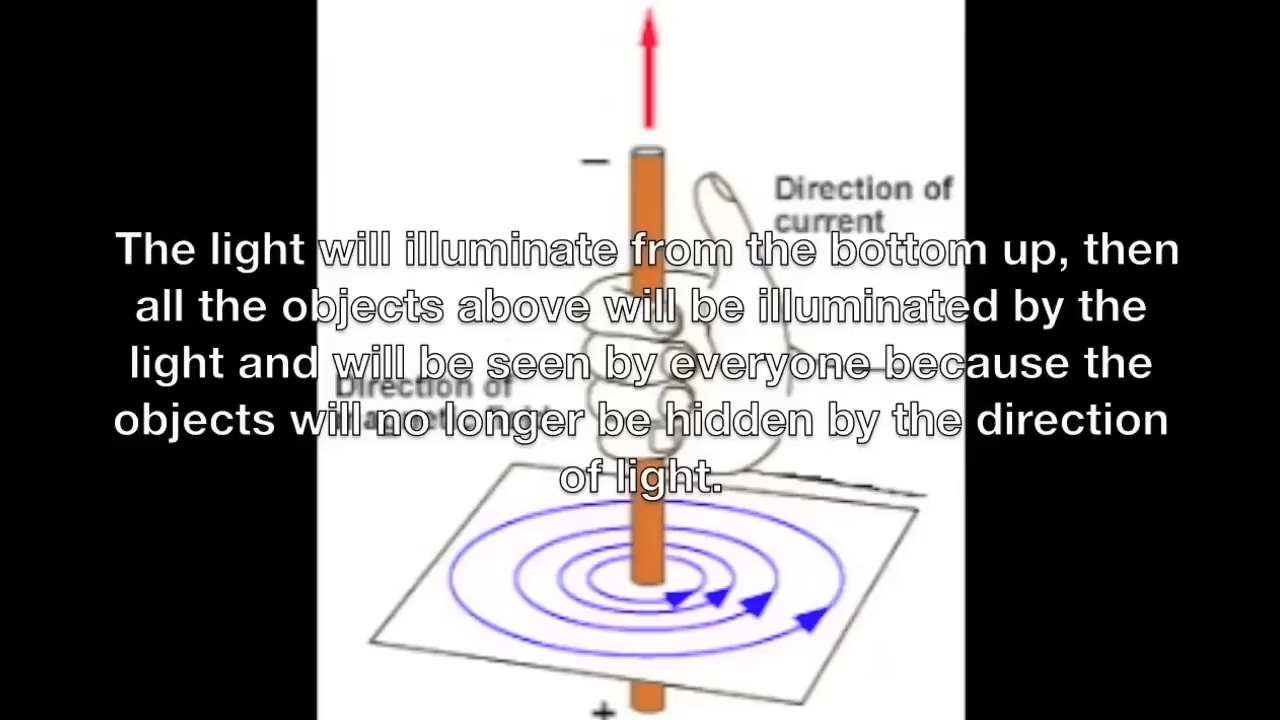 −
Direction of
current
The light will illuminate from the bottom up, then
all the objects above will be illuminated by the
light and will be seen by everyone because the
objects will no longer be hidden by the direction
of light.
Direction of
+